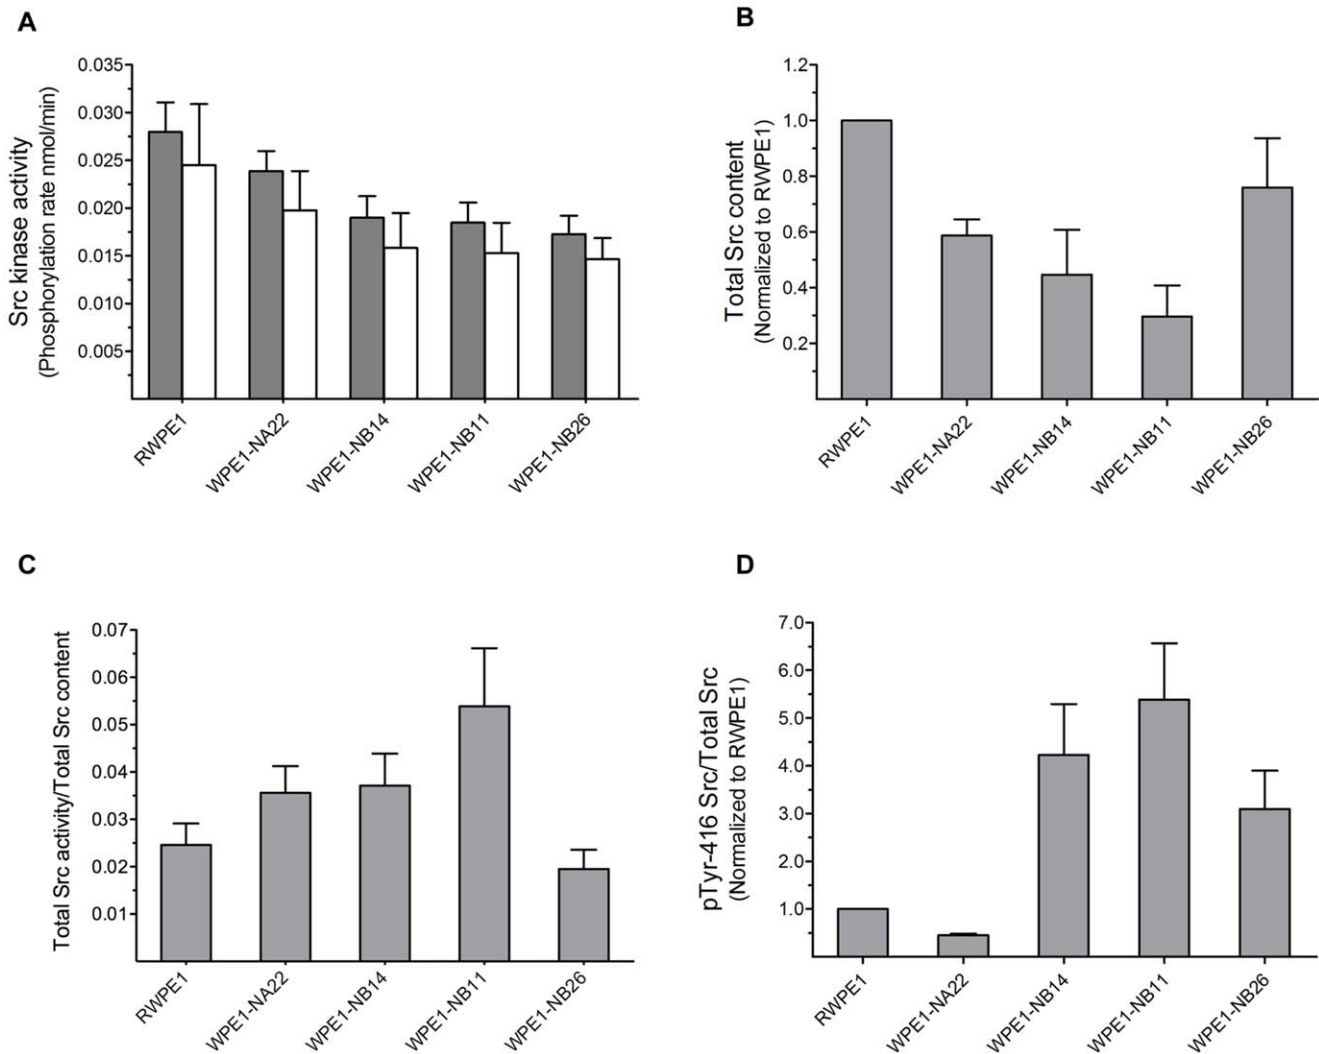 A
Src kinase activity
(Phosphorylation rate nmol/min)
0.035
0.030
0.025
0.020
0.015
0.010
0.005
RWPE1
WPE1-NA22
WPE1-NB14
WPE1-NB11
WPE1-NB26
B
Total Src content
(Normalized to RWPE1)
1.2
1.0
0.8
0.6
0.4
0.2
RWPE1
WPE1-NA22
WPE1-NB14
WPE1-NB11
WPE1-NB26
C
Total Src activity/Total Src content
0.07
0.06
0.05
0.04
0.03
0.02
0.01
RWPE1
WPE1-NA22
WPE1-NB14
WPE1-NB11
WPE1-NB26
D
pTyr-416 Src/Total Src
(Normalized to RWPE1)
7.0
6.0
5.0
4.0
3.0
2.0
1.0
RWPE1
WPE1-NA22
WPE1-NB14
WPE1-NB11
WPE1-NB26